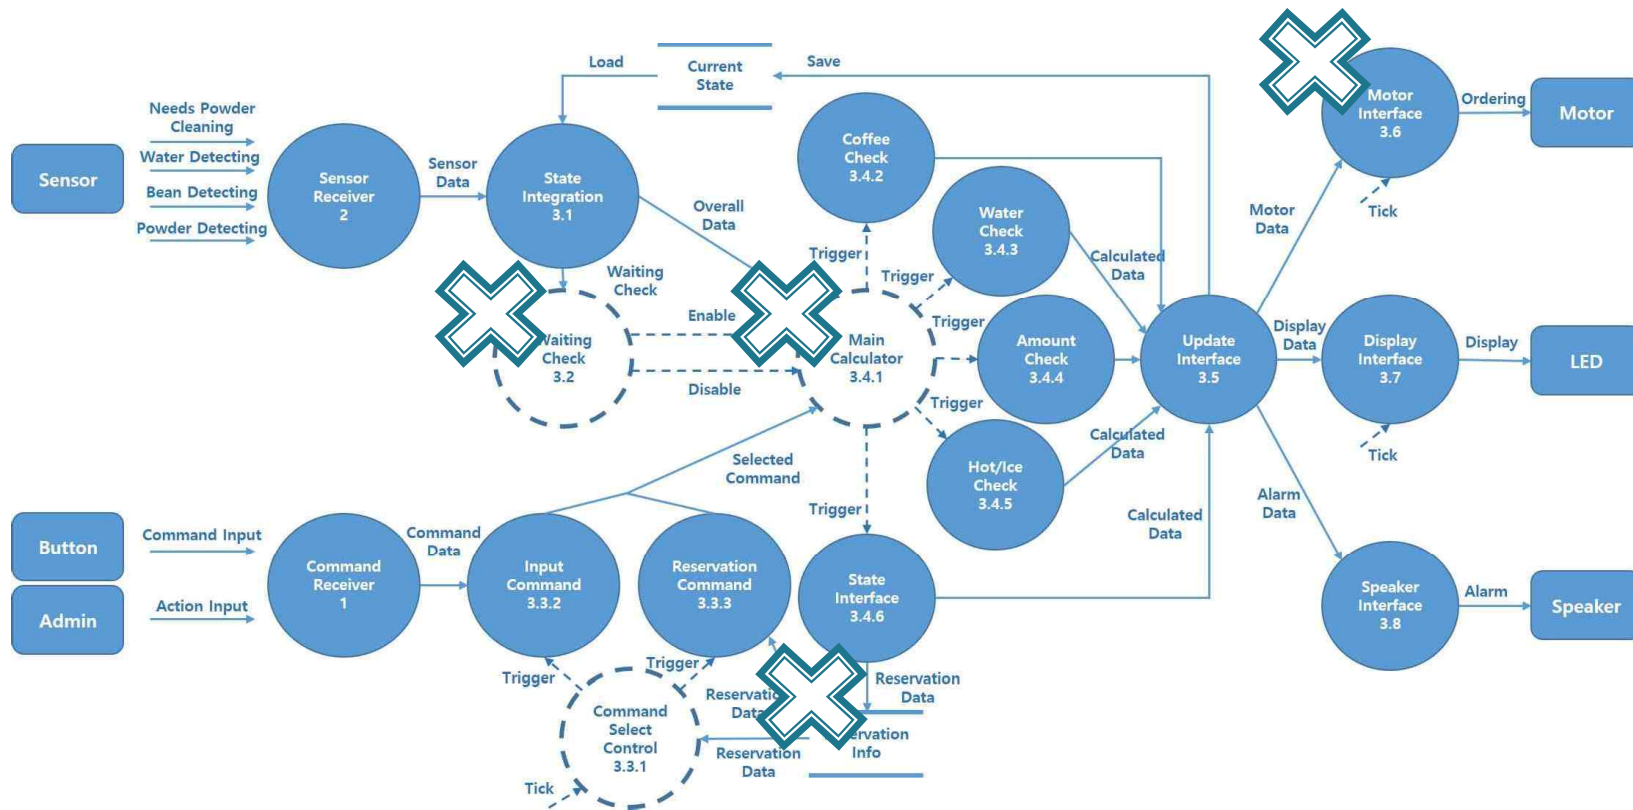 Load
Current
State
Save
Motor
Interface
3.6
Ordering
Motor
Needs Powder
Cleaning
Water Detecting
Bean Detecting
Powder Detecting
Sensor
Sensor
Receiver
2
Sensor
Data
State
Integration
3.1
Overall
Data
Coffee
Check
3.4.2
Water
Check
3.4.3
Motor
Data
Tick
Trigger
Trigger
Calculated
Data
Waiting
Check
Enable
Disable
Check
3.2
Main
Calculator
3.4.1
Trigger
Amount
Check
3.4.4
Update
Interface
3.5
Display
Data
Display
Interface
3.7
Display
LED
Tick
Trigger
Hot/Ice
Check
3.4.5
Calculated
Data
Selected
Command
Trigger
Calculated
Data
Alarm
Data
Button
Admin
Command Input
Action Input
Command
Receiver
1
Command
Data
Input
Command
3.3.2
Reservation
Command
3.3.3
State
Interface
3.4.6
Speaker
Interface
3.8
Alarm
Speaker
Trigger
Trigger
Command
Select
Control
3.3.1
Tick
Data
Reservation
Data
Reservation
Data
Info